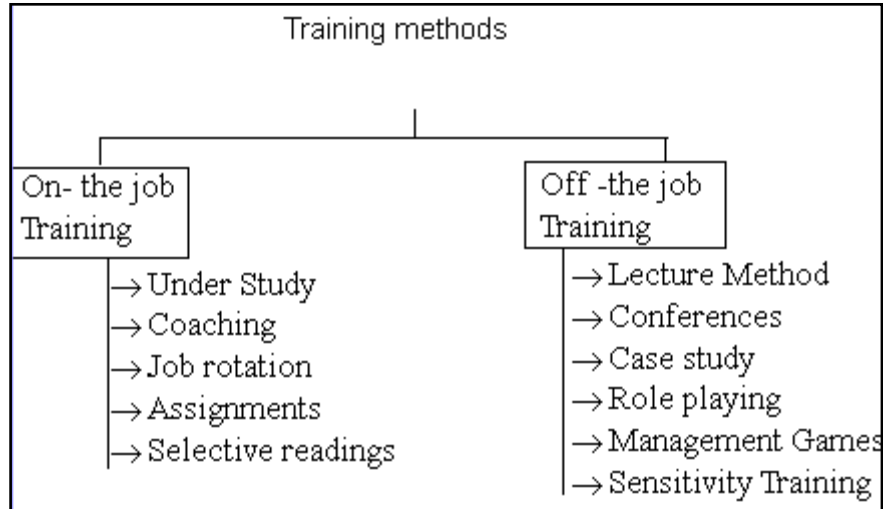 Training methods
On- the job
Training
→ Under Study
→ Coaching
→ Job rotation
→ Assignments
→ Selective readings
Off -the job
Training
→ Lecture Method
→ Conferences
→ Case study
→ Role playing
→ Management Games
→ Sensitivity Training